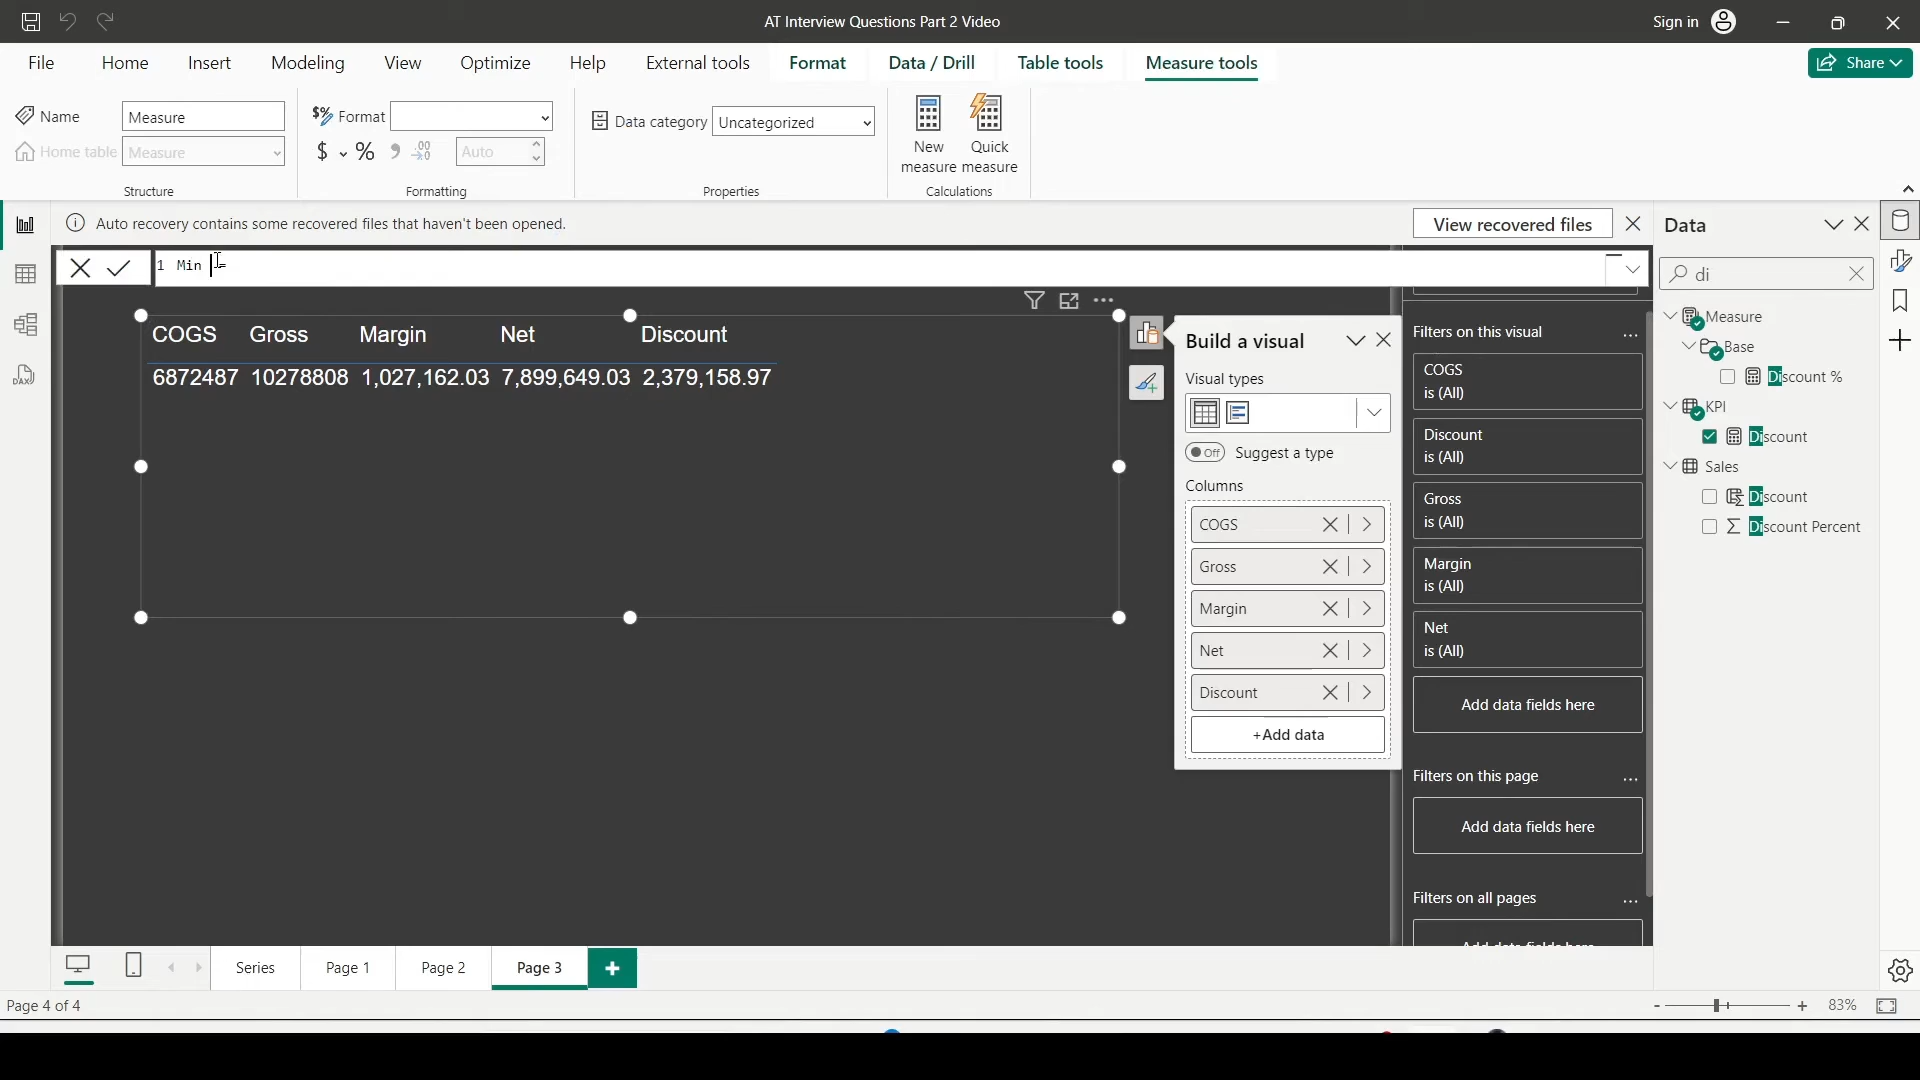 AT Interview Questions Part 2 Video
Sign in
File Home Insert Modeling View Optimize Help External tools Format Data / Drill Table tools Measure tools
Share
Name Measure
Home table Measure
Structure
Format
$ % , .00 Auto
Formatting
Data category Uncategorized
Properties
New measure
Quick measure
Calculations
Auto recovery contains some recovered files that haven't been opened.
View recovered files
1 Min =
COGS Gross Margin Net Discount
6872487 10278808 1,027,162.03 7,899,649.03 2,379,158.97
Build a visual
Visual types
Off Suggest a type
Columns
COGS
Gross
Margin
Net
Discount
+Add data
Filters on this visual ...
COGS
is (All)
Discount
is (All)
Gross
is (All)
Margin
is (All)
Net
is (All)
Add data fields here
Filters on this page ...
Add data fields here
Filters on all pages ...
Data
di
Measure
Base
Discount %
KPI
Discount
Sales
Discount
Discount Percent
DAX
Series Page 1 Page 2 Page 3 +
Page 4 of 4
- + 83%